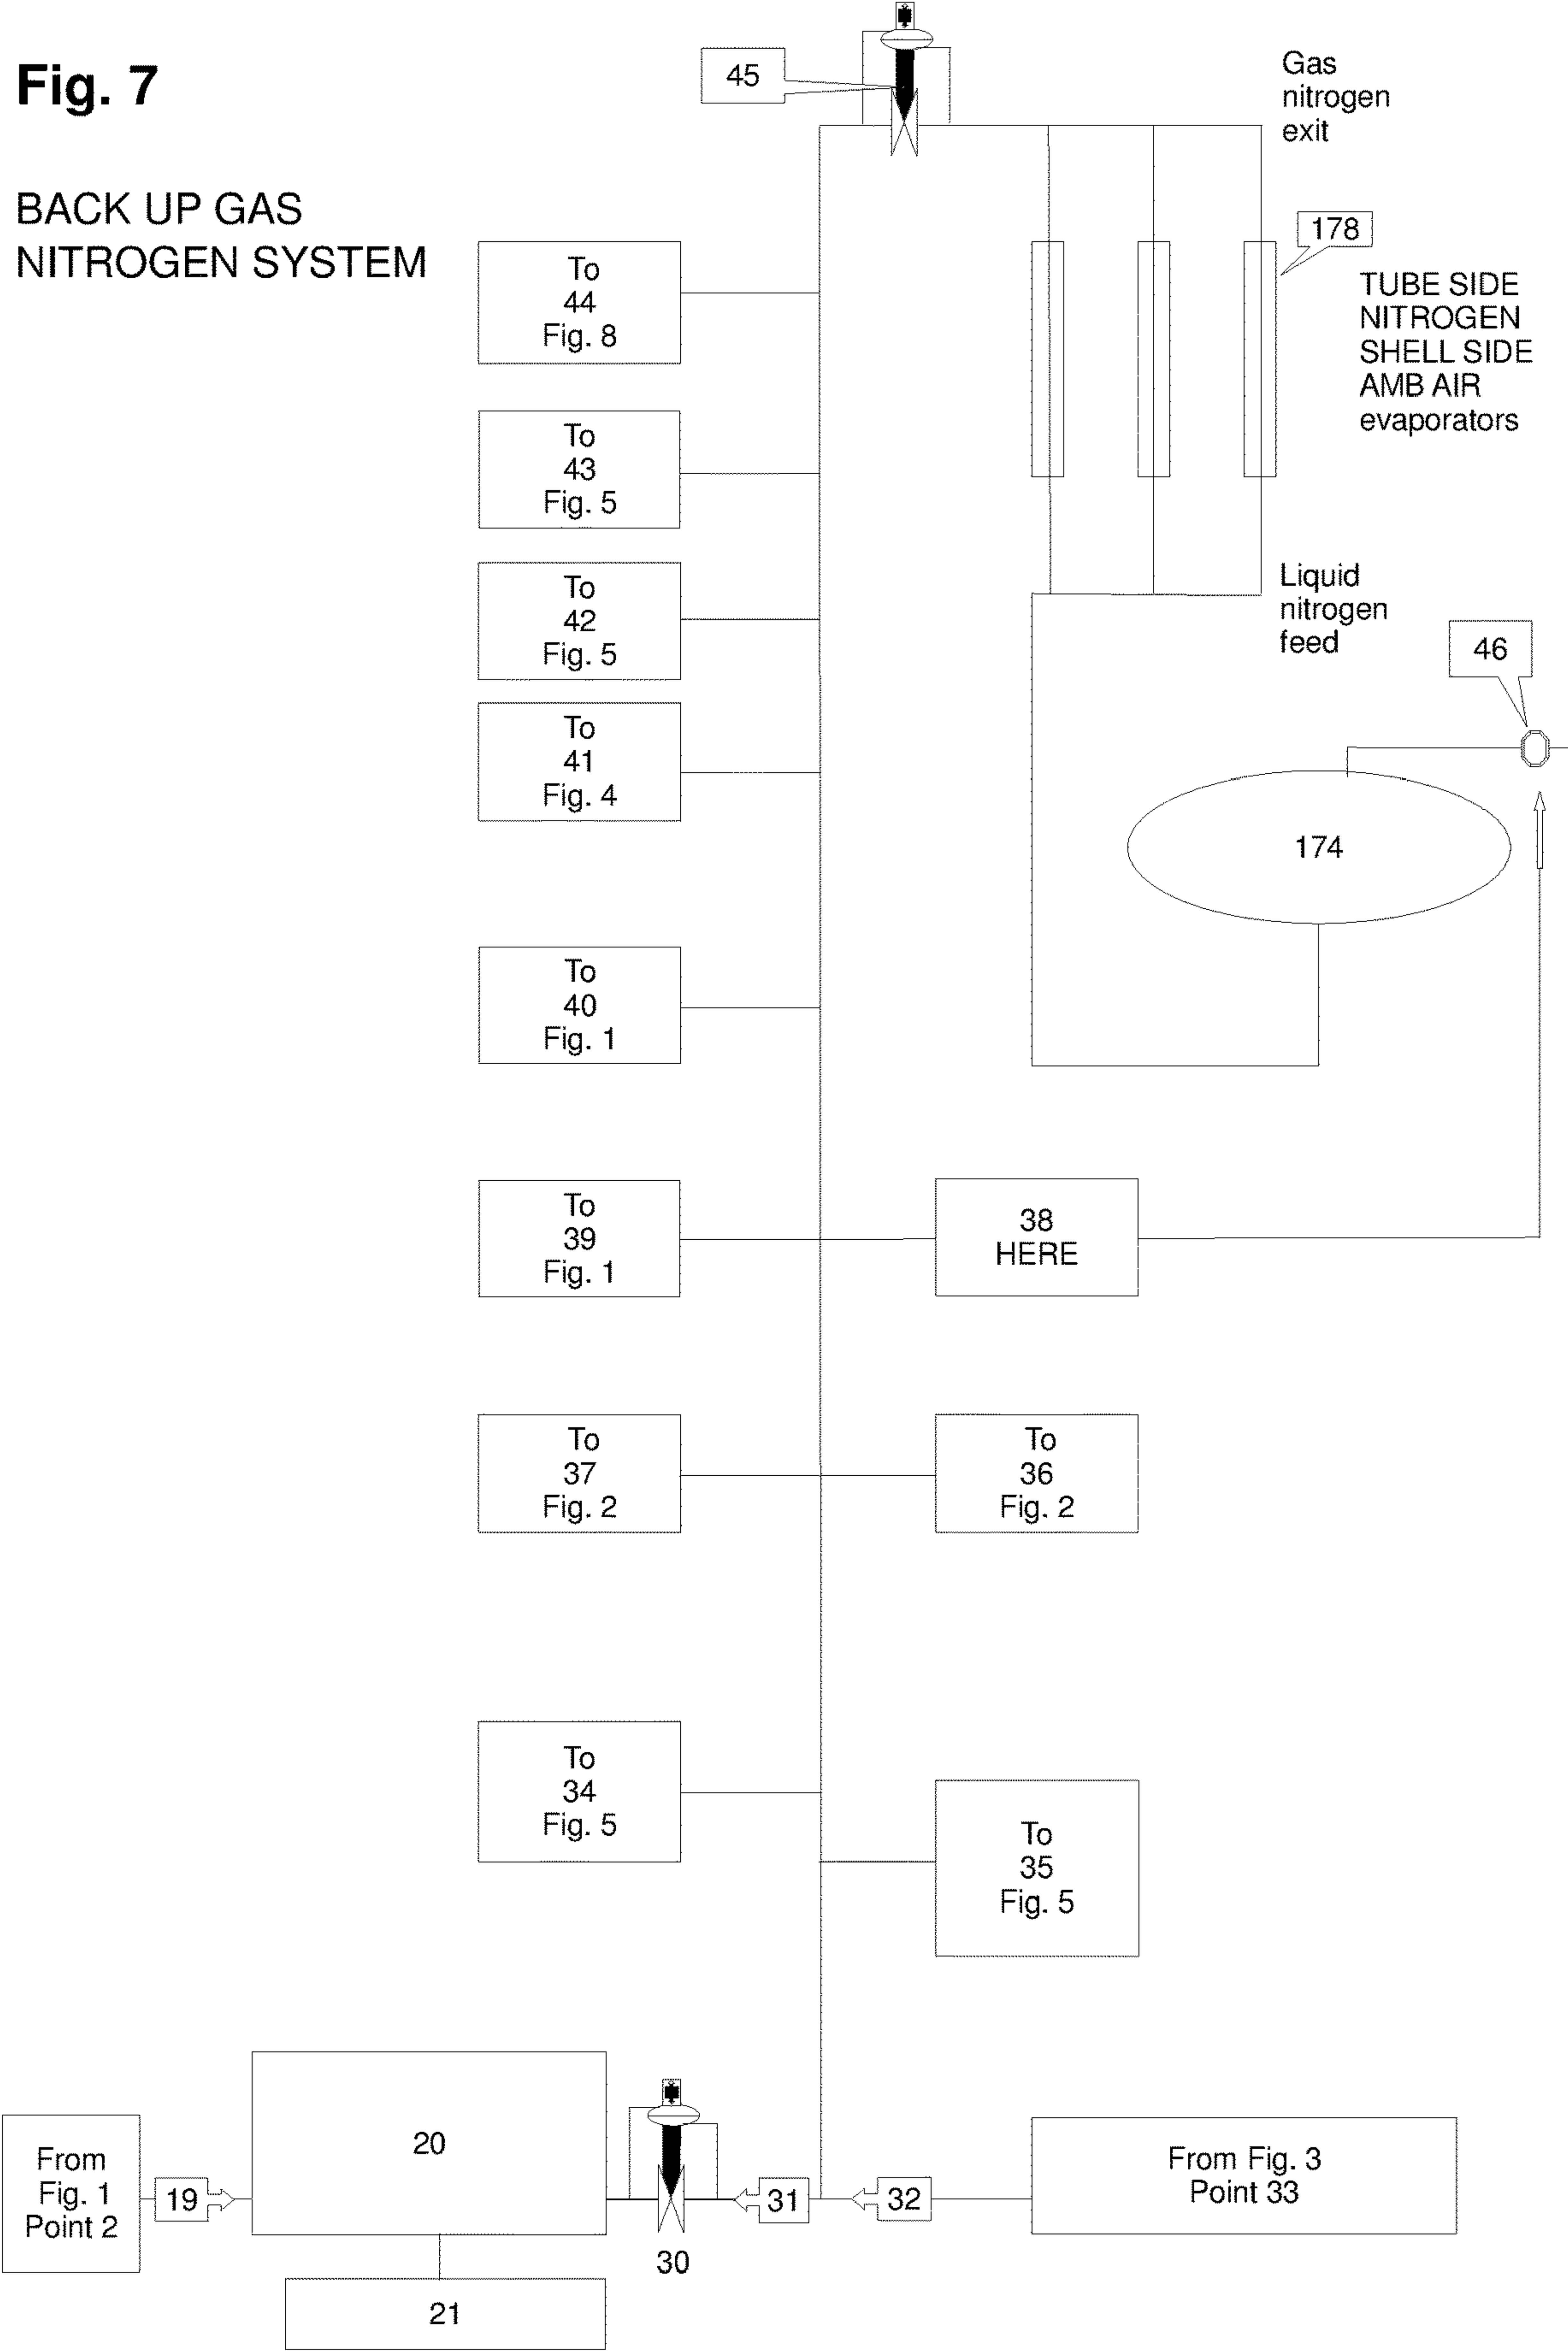 Fig. 7
BACK UP GAS
NITROGEN SYSTEM
45
Gas
nitrogen
exit
178
TUBE SIDE
NITROGEN
SHELL SIDE
AMB AIR
evaporators
To
44
Fig. 8
To
43
Fig. 5
To
42
Fig. 5
Liquid
nitrogen
feed
46
To
41
Fig. 4
174
To
40
Fig. 1
To
39
Fig. 1
38
HERE
To
37
Fig. 2
To
36
Fig. 2
To
34
Fig. 5
To
35
Fig. 5
From
Fig. 1
Point 2
19
20
21
30
31
32
From Fig. 3
Point 33